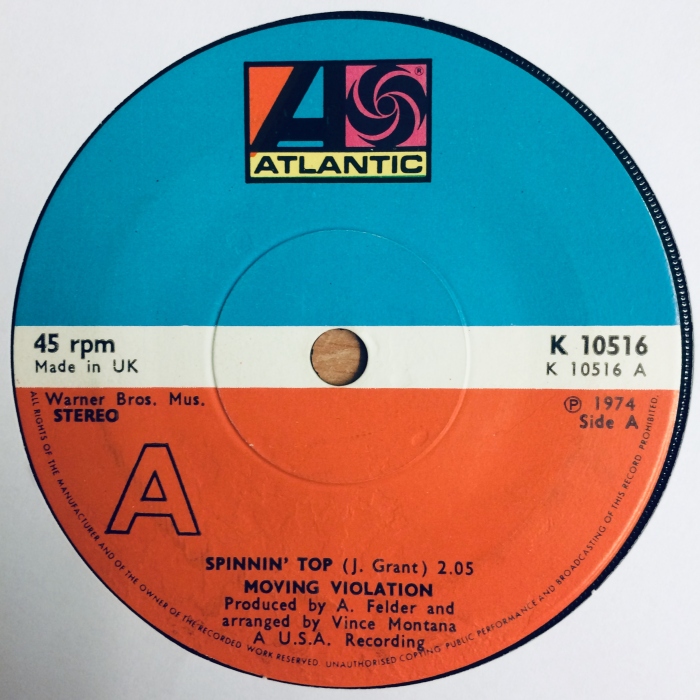 ATLANTIC
®
45 rpm
Made in UK
K 10516
K 10516 A
Warner Bros. Mus.
STEREO
℗ 1974
Side A
A
SPINNIN' TOP (J. Grant) 2.05
MOVING VIOLATION
Produced by A. Felder and
arranged by Vince Montana
A U.S.A. Recording
ALL RIGHTS OF THE MANUFACTURER AND OF THE OWNER OF THE RECORDED WORK RESERVED UNAUTHORISED COPYING PUBLIC PERFORMANCE AND BROADCASTING OF THIS RECORD PROHIBITED